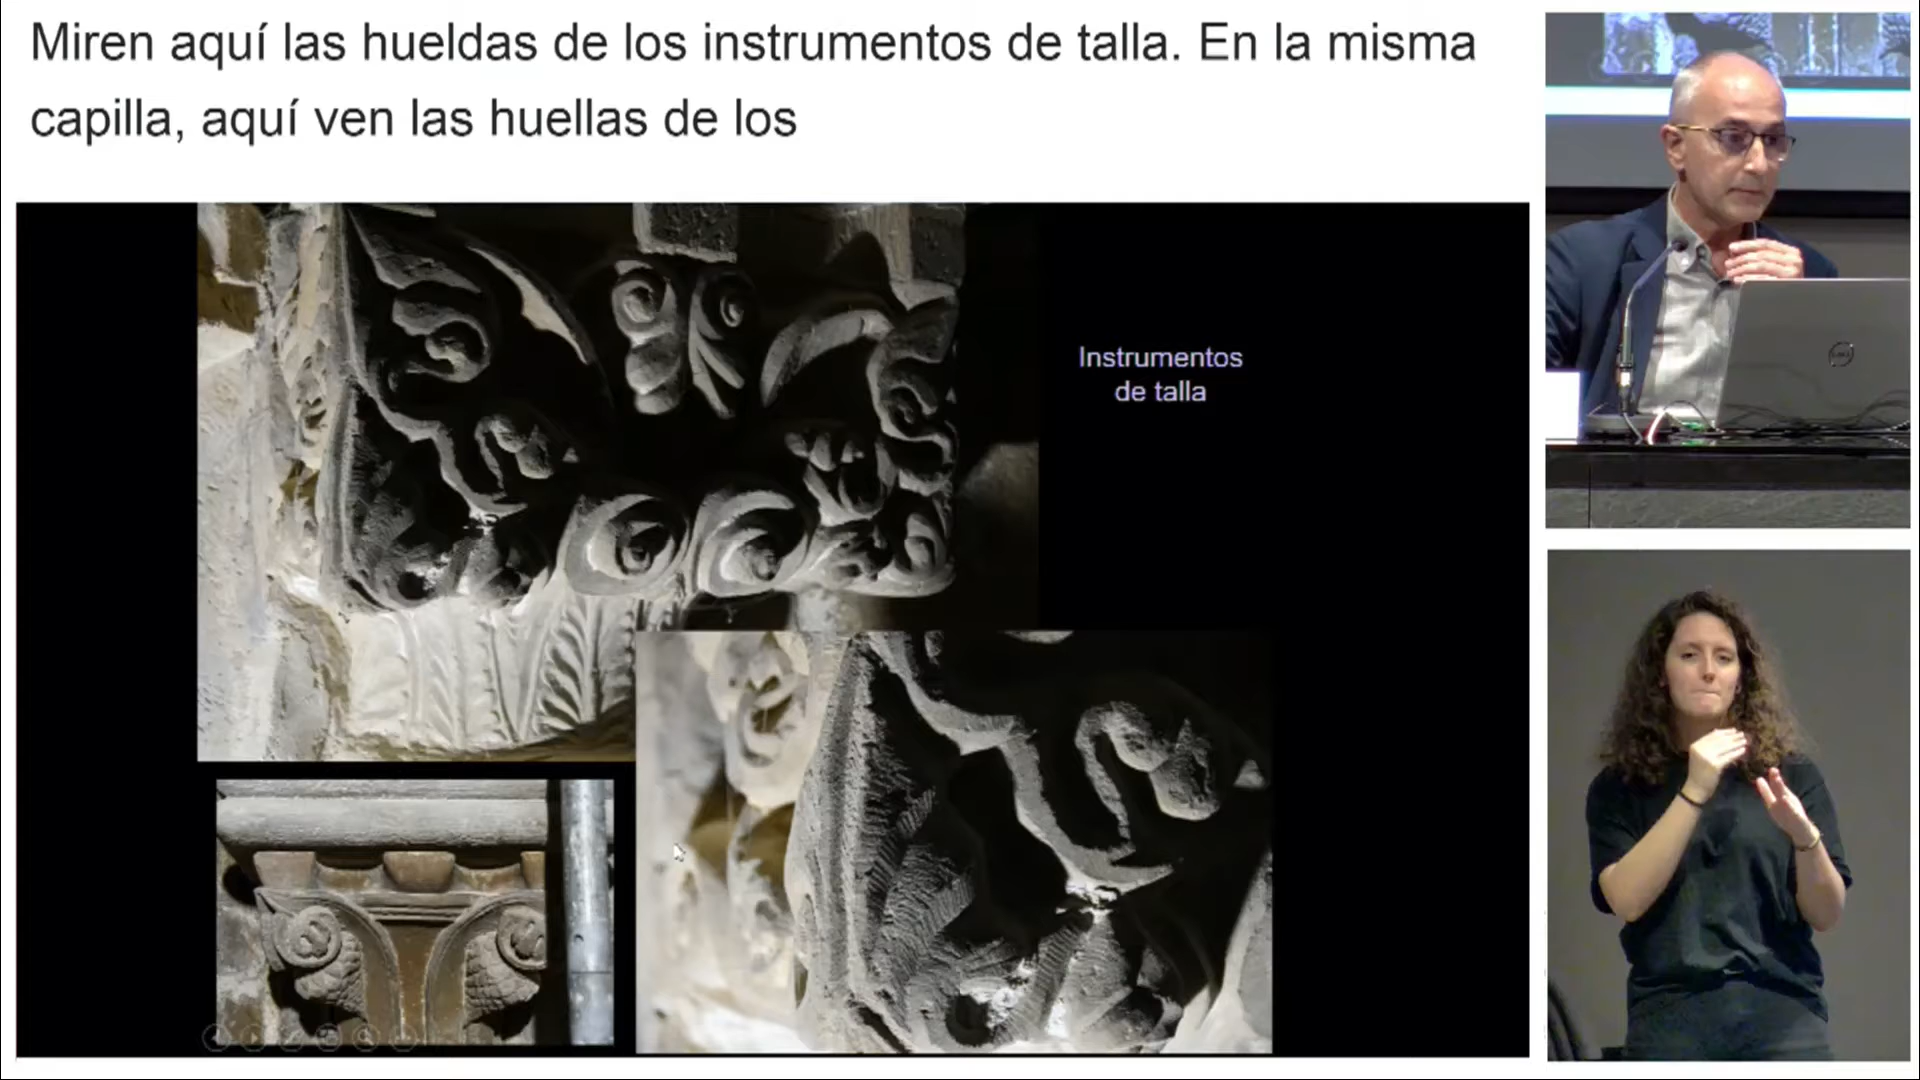 Miren aquí las hueldas de los instrumentos de talla. En la misma
capilla, aquí ven las huellas de los
Instrumentos
de talla